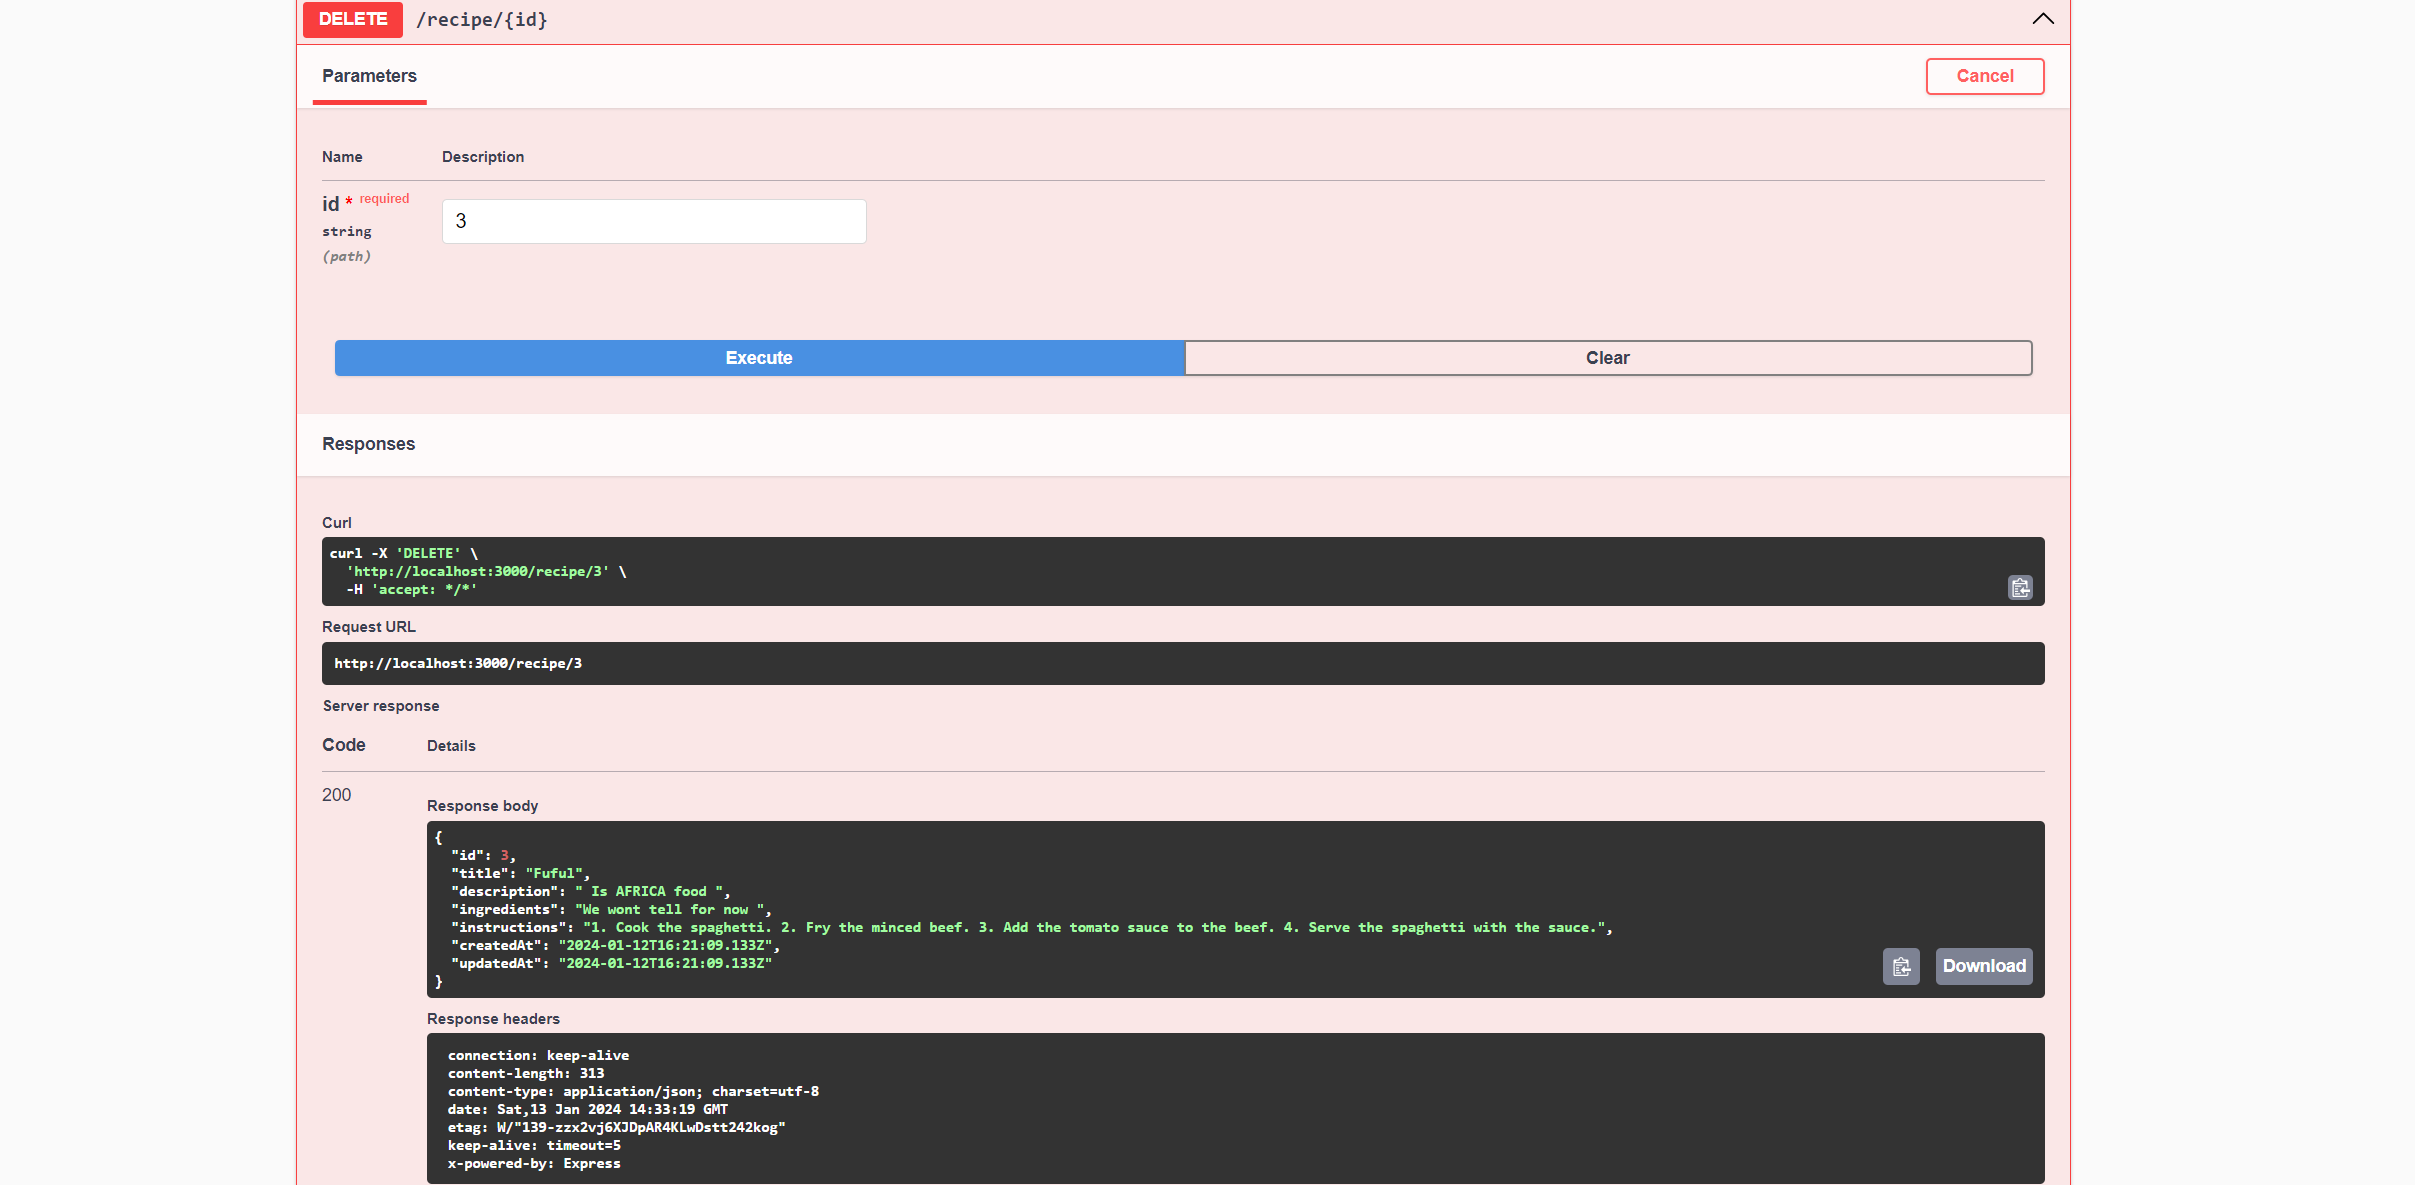 DELETE /recipe/{id}
Parameters
Cancel
Name Description
id * required
string
(path)
3
Execute Clear
Responses
Curl
curl -X 'DELETE' \
  'http://localhost:3000/recipe/3' \
  -H 'accept: */*'
Request URL
http://localhost:3000/recipe/3
Server response
Code Details
200
Response body
{
  "id": 3,
  "title": "Fuful",
  "description": " Is AFRICA food ",
  "ingredients": "We wont tell for now ",
  "instructions": "1. Cook the spaghetti. 2. Fry the minced beef. 3. Add the tomato sauce to the beef. 4. Serve the spaghetti with the sauce.",
  "createdAt": "2024-01-12T16:21:09.133Z",
  "updatedAt": "2024-01-12T16:21:09.133Z"
}
Download
Response headers
connection: keep-alive
content-length: 313
content-type: application/json; charset=utf-8
date: Sat,13 Jan 2024 14:33:19 GMT
etag: W/"139-zzx2vj6XJDpAR4KLwDstt242kog"
keep-alive: timeout=5
x-powered-by: Express